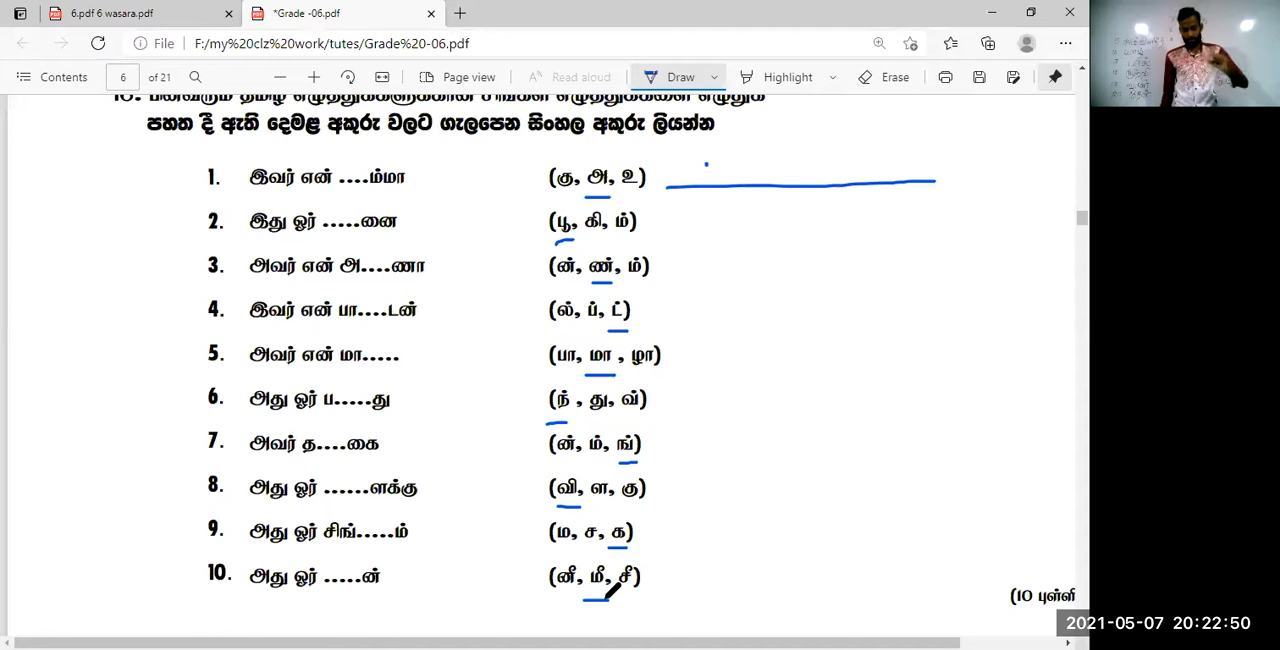 6.pdf 6 wasara.pdf
*Grade -06.pdf
File F:/my%20clz%20work/tutes/Grade%20-06.pdf
Contents 6 of 21 Page view Read aloud Draw Highlight Erase
පහත දී ඇති දෙමළ අකුරු වලට ගැලපෙන සිංහල අකුරු ලියන්න
1. இவர் என் ....ம்மா (கு, அ, உ)
2. இது ஓர் .....னை (பூ, கி, ம்)
3. அவர் என் அ....ணா (ன், ண், ம்)
4. இவர் என் பா....டன் (ல், ப், ட்)
5. அவர் என் மா..... (பா, மா , ழா)
6. அது ஓர் ப.....து (ந் , து, வ்)
7. அவர் த....கை (ன், ம், ங்)
8. அது ஓர் ......ளக்கு (வி, ள, கு)
9. அது ஓர் சிங்.....ம் (ம, ச, க)
10. அது ஓர் .....ன் (னீ, மீ, சீ)
(10 புள்ளி
2021-05-07 20:22:50